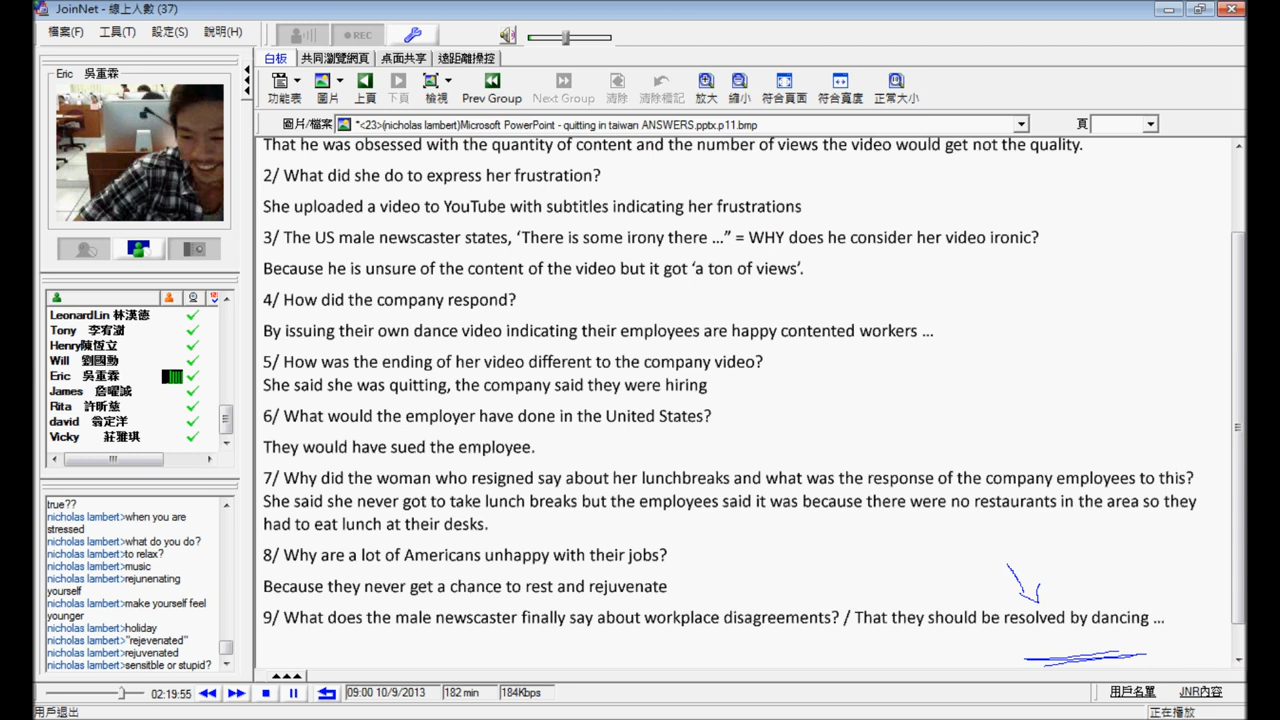 JoinNet - 線上人數 (37)
檔案(F) 工具(T) 設定(S) 說明(H)
REC
Eric 吳重霖
白板 共同瀏覽網頁 桌面共享 遠距離操控
功能表 圖片 上頁 下頁 檢視 Prev Group Next Group 清除 清除標記 放大 縮小 符合頁面 符合寬度 正常大小
圖片/檔案 *<23>(nicholas lambert)Microsoft PowerPoint - quitting in taiwan ANSWERS.pptx.p11.bmp 頁
That he was obsessed with the quantity of content and the number of views the video would get not the quality.
2/ What did she do to express her frustration?
She uploaded a video to YouTube with subtitles indicating her frustrations
3/ The US male newscaster states, ‘There is some irony there …” = WHY does he consider her video ironic?
Because he is unsure of the content of the video but it got ‘a ton of views’.
4/ How did the company respond?
By issuing their own dance video indicating their employees are happy contented workers …
5/ How was the ending of her video different to the company video?
She said she was quitting, the company said they were hiring
6/ What would the employer have done in the United States?
They would have sued the employee.
7/ Why did the woman who resigned say about her lunchbreaks and what was the response of the company employees to this?
She said she never got to take lunch breaks but the employees said it was because there were no restaurants in the area so they
had to eat lunch at their desks.
8/ Why are a lot of Americans unhappy with their jobs?
Because they never get a chance to rest and rejuvenate
9/ What does the male newscaster finally say about workplace disagreements? / That they should be resolved by dancing …
LeonardLin 林漢德
Tony 李宥澍
Henry陳恆立
Will 劉國勳
Eric 吳重霖
James 詹曜誠
Rita 許昕慈
david 翁定洋
Vicky 莊雅琪
true??
nicholas lambert>when you are
stressed
nicholas lambert>what do you do?
nicholas lambert>to relax?
nicholas lambert>music
nicholas lambert>rejunenating
yourself
nicholas lambert>make yourself feel
younger
nicholas lambert>holiday
nicholas lambert>"rejevenated"
nicholas lambert>rejuvenated
nicholas lambert>sensible or stupid?
02:19:55 09:00 10/9/2013 182 min 184Kbps 用戶名單 JNR內容
用戶退出 正在播放